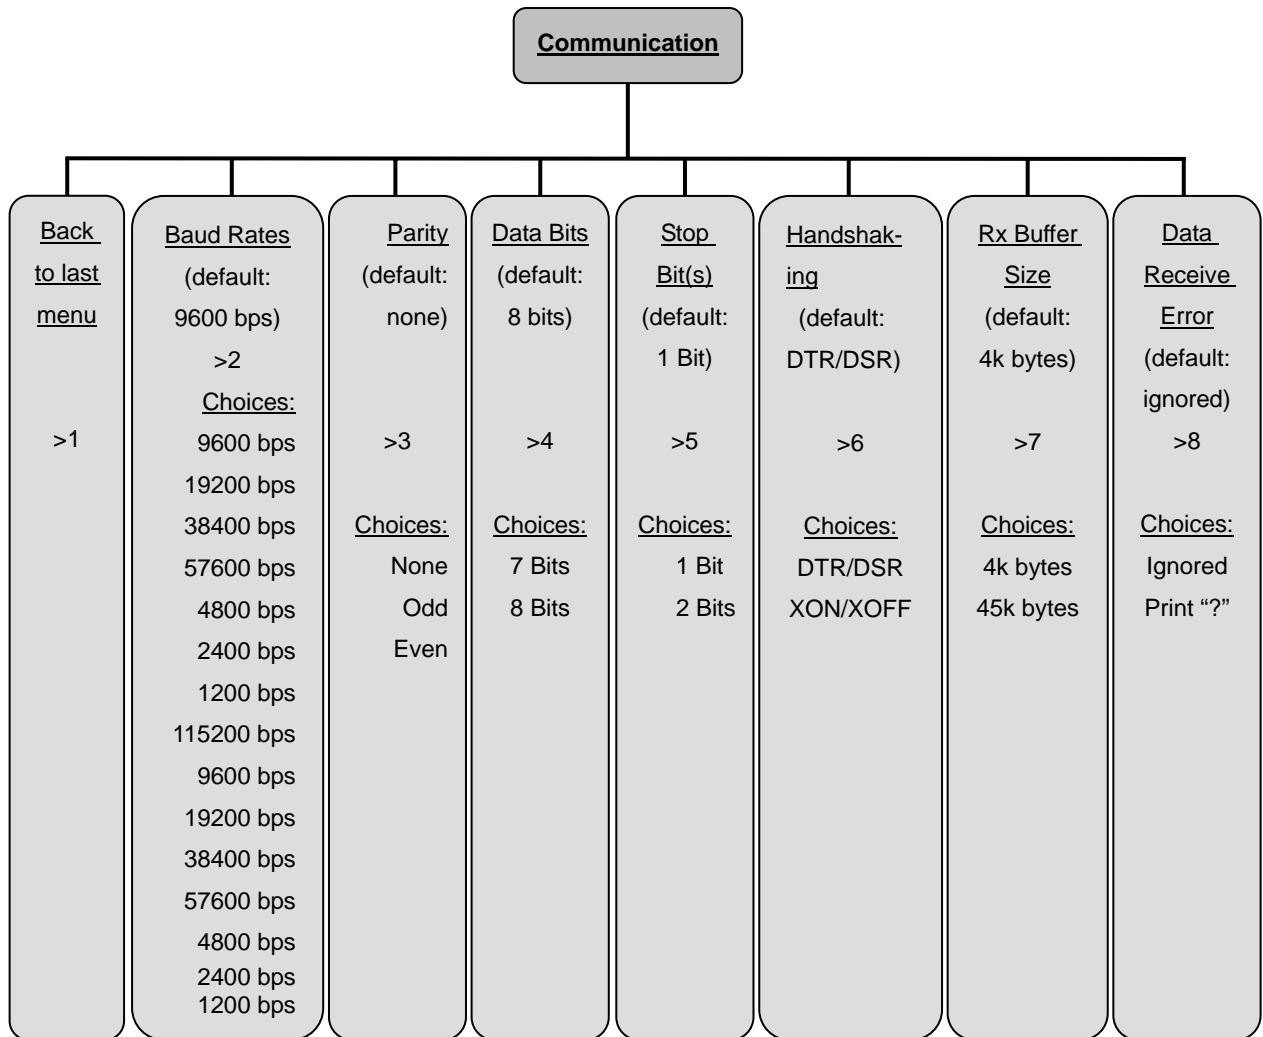 Communication
Back
to last
menu
>1
Baud Rates
(default:
9600 bps)
>2
Choices:
9600 bps
19200 bps
38400 bps
57600 bps
4800 bps
2400 bps
1200 bps
115200 bps
9600 bps
19200 bps
38400 bps
57600 bps
4800 bps
2400 bps
1200 bps
Parity
(default:
none)
>3
Choices:
None
Odd
Even
Data Bits
(default:
8 bits)
>4
Choices:
7 Bits
8 Bits
Stop
Bit(s)
(default:
1 Bit)
>5
Choices:
1 Bit
2 Bits
Handshak-
ing
(default:
DTR/DSR)
>6
Choices:
DTR/DSR
XON/XOFF
Rx Buffer
Size
(default:
4k bytes)
>7
Choices:
4k bytes
45k bytes
Data
Receive
Error
(default:
ignored)
>8
Choices:
Ignored
Print “?”